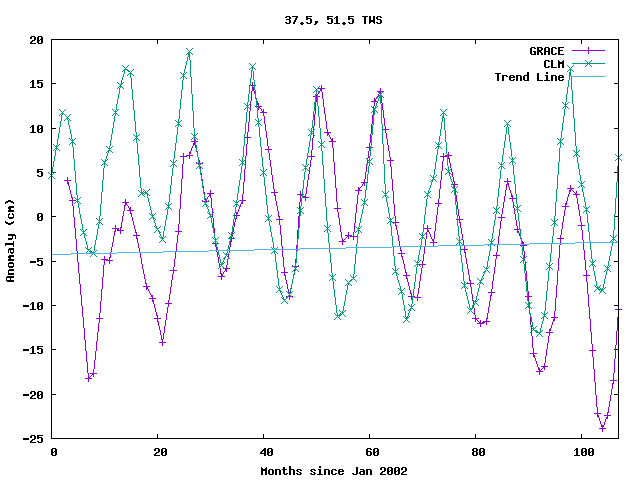 37.5, 51.5 TWS
GRACE
CLM
Trend Line
Anomaly (cm)
20
15
10
5
0
-5
-10
-15
-20
-25
0 20 40 60 80 100
Months since Jan 2002